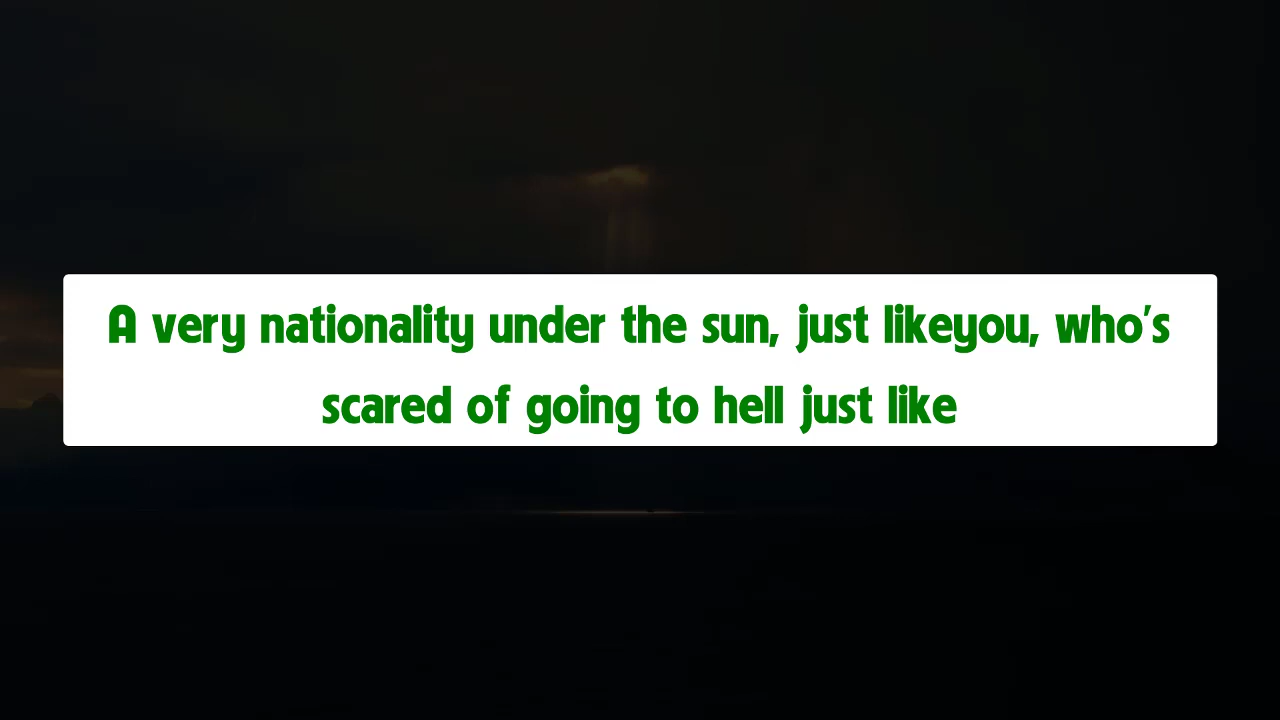 A very nationality under the sun, just likeyou, who's
scared of going to hell just like